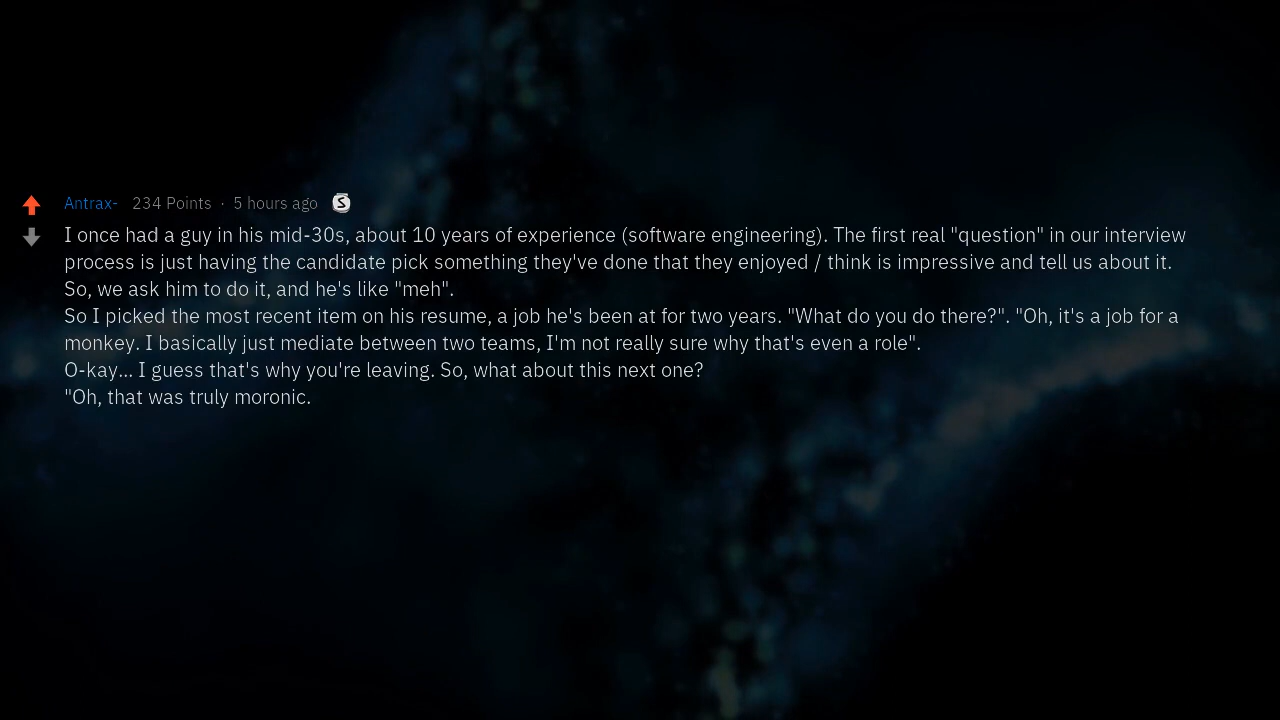 Antrax- 234 Points · 5 hours ago S
I once had a guy in his mid-30s, about 10 years of experience (software engineering). The first real "question" in our interview
process is just having the candidate pick something they've done that they enjoyed / think is impressive and tell us about it.
So, we ask him to do it, and he's like "meh".
So I picked the most recent item on his resume, a job he's been at for two years. "What do you do there?". "Oh, it's a job for a
monkey. I basically just mediate between two teams, I'm not really sure why that's even a role".
O-kay... I guess that's why you're leaving. So, what about this next one?
"Oh, that was truly moronic.